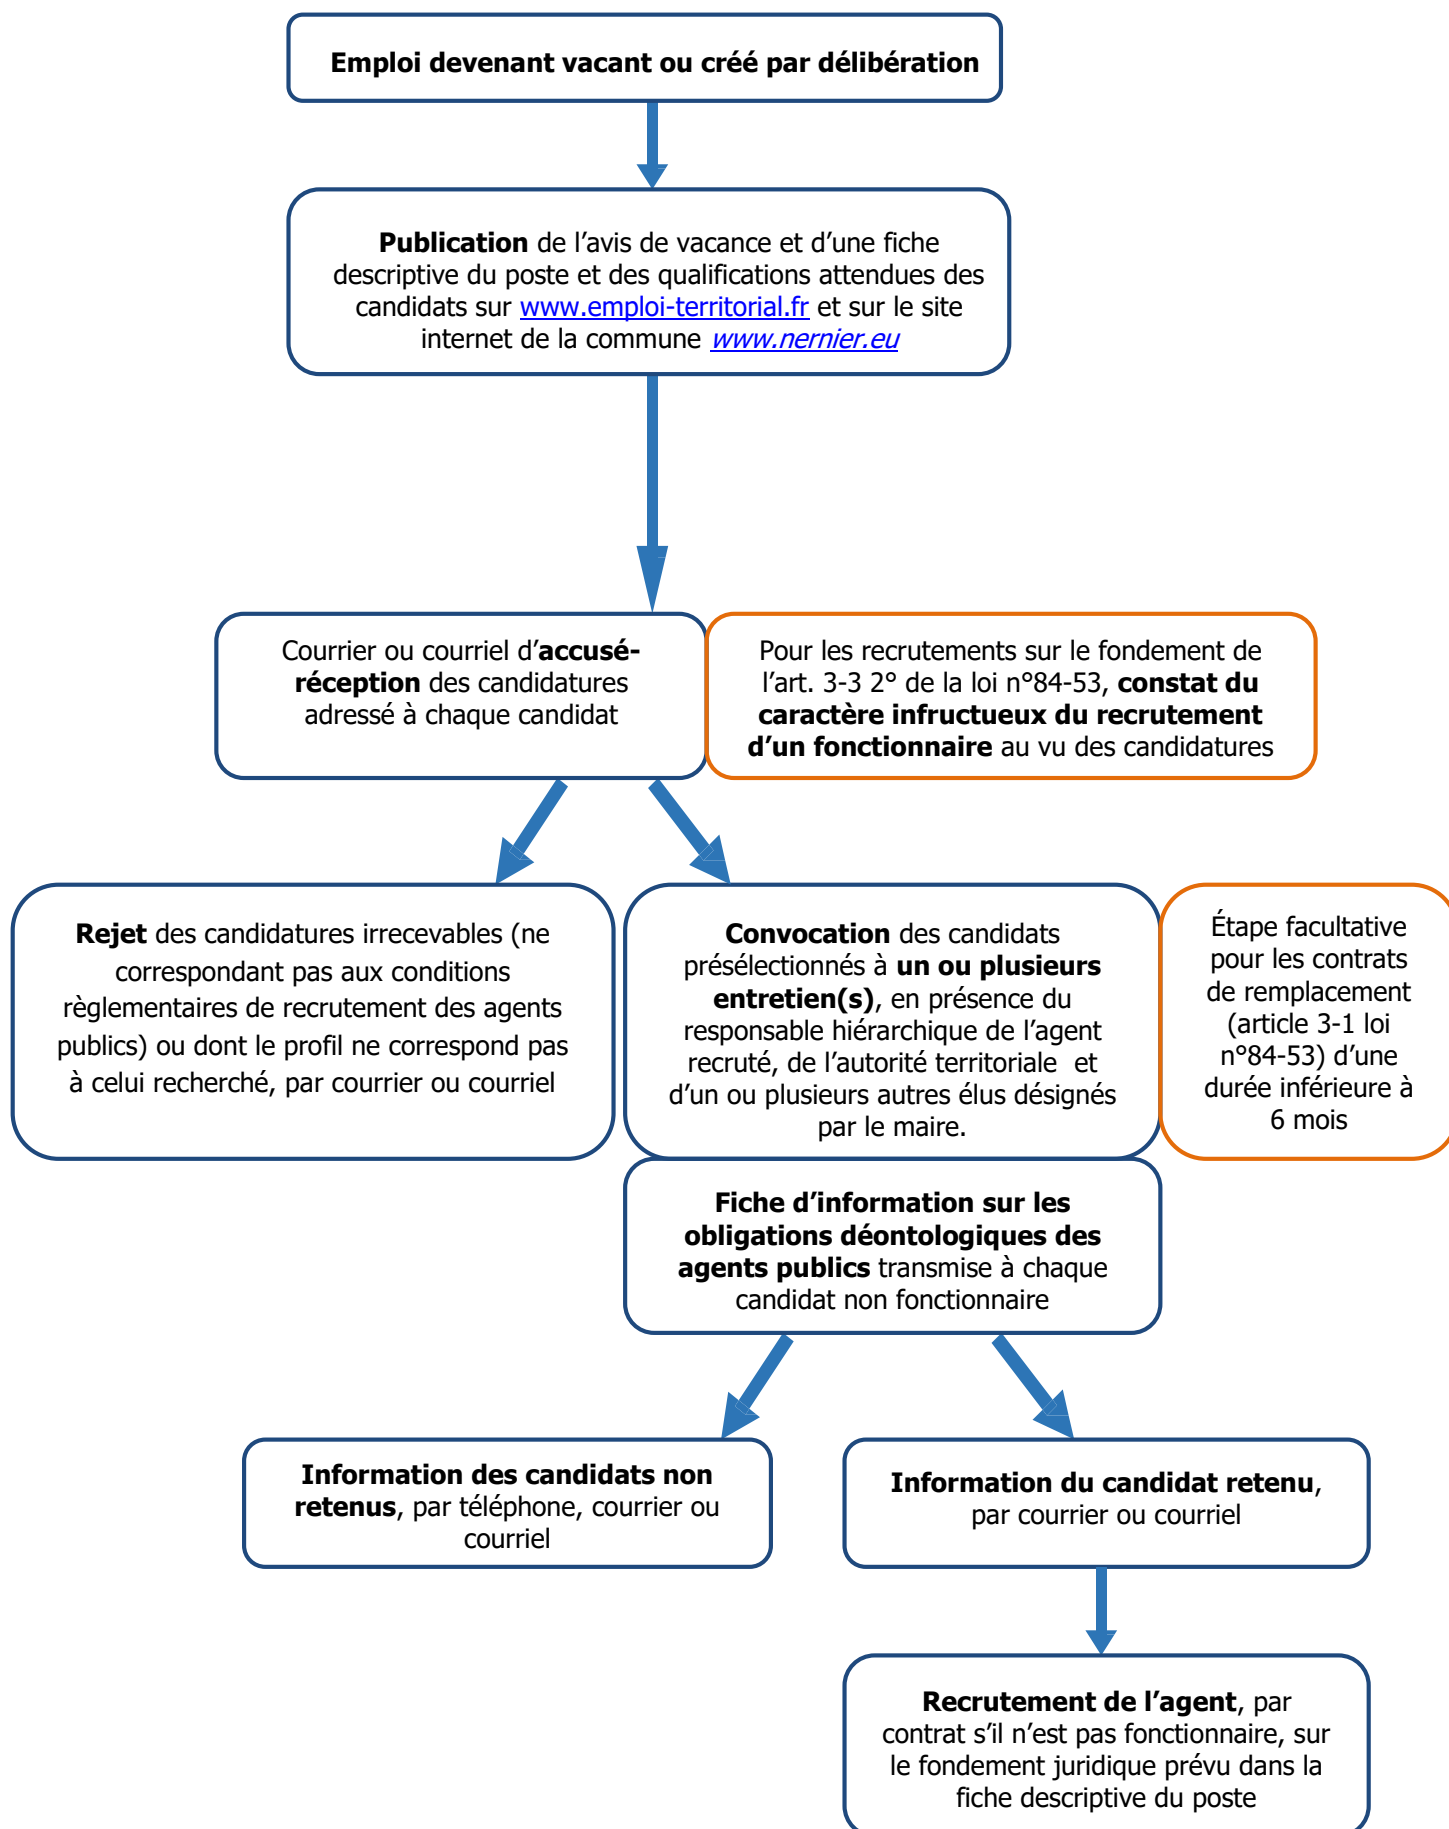 Emploi devenant vacant ou créé par délibération
Publication de l’avis de vacance et d’une fiche
descriptive du poste et des qualifications attendues des
candidats sur www.emploi-territorial.fr et sur le site
internet de la commune www.nernier.eu
Courrier ou courriel d’accusé-
réception des candidatures
adressé à chaque candidat
Pour les recrutements sur le fondement de
l’art. 3-3 2° de la loi n°84-53, constat du
caractère infructueux du recrutement
d’un fonctionnaire au vu des candidatures
Rejet des candidatures irrecevables (ne
correspondant pas aux conditions
règlementaires de recrutement des agents
publics) ou dont le profil ne correspond pas
à celui recherché, par courrier ou courriel
Convocation des candidats
présélectionnés à un ou plusieurs
entretien(s), en présence du
responsable hiérarchique de l’agent
recruté, de l’autorité territoriale et
d’un ou plusieurs autres élus désignés
par le maire.
Étape facultative
pour les contrats
de remplacement
(article 3-1 loi
n°84-53) d’une
durée inférieure à
6 mois
Fiche d’information sur les
obligations déontologiques des
agents publics transmise à chaque
candidat non fonctionnaire
Information des candidats non
retenus, par téléphone, courrier ou
courriel
Information du candidat retenu,
par courrier ou courriel
Recrutement de l’agent, par
contrat s’il n’est pas fonctionnaire, sur
le fondement juridique prévu dans la
fiche descriptive du poste